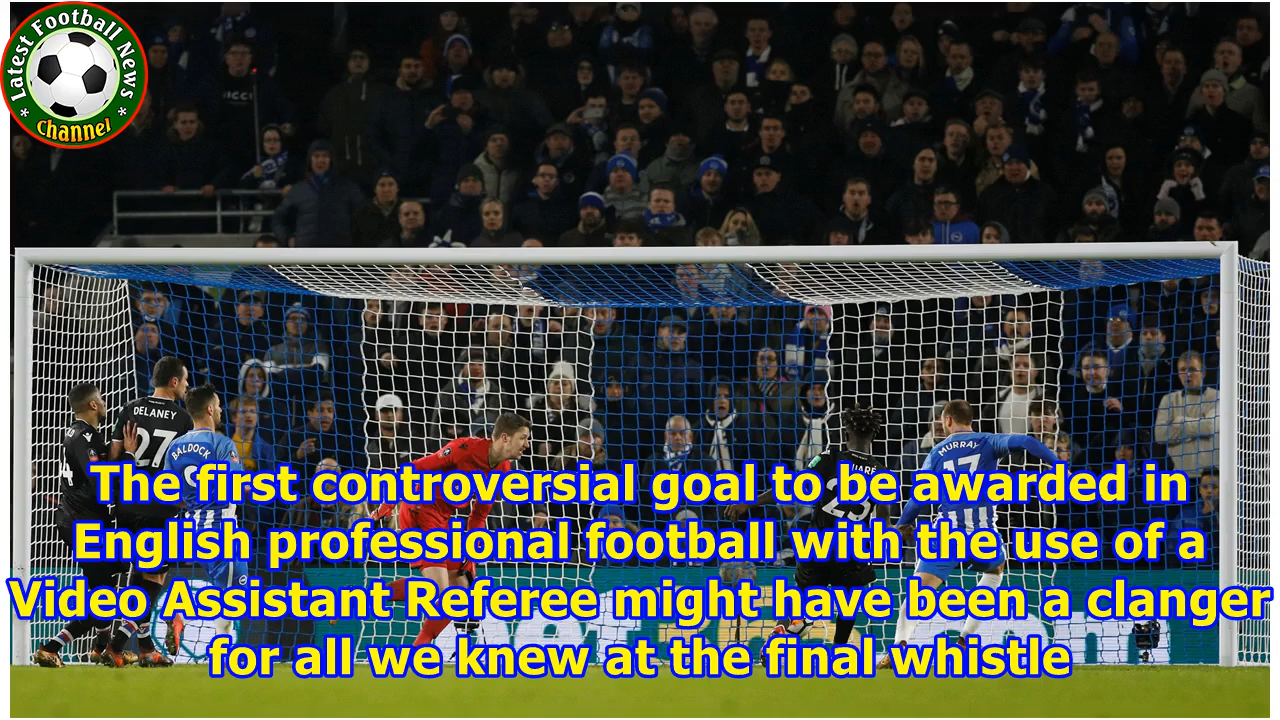 Latest Football News
Channel
DELANEY
27
BALDOCK
MURRAY
17
The first controversial goal to be awarded in
English professional football with the use of a
Video Assistant Referee might have been a clanger
for all we knew at the final whistle